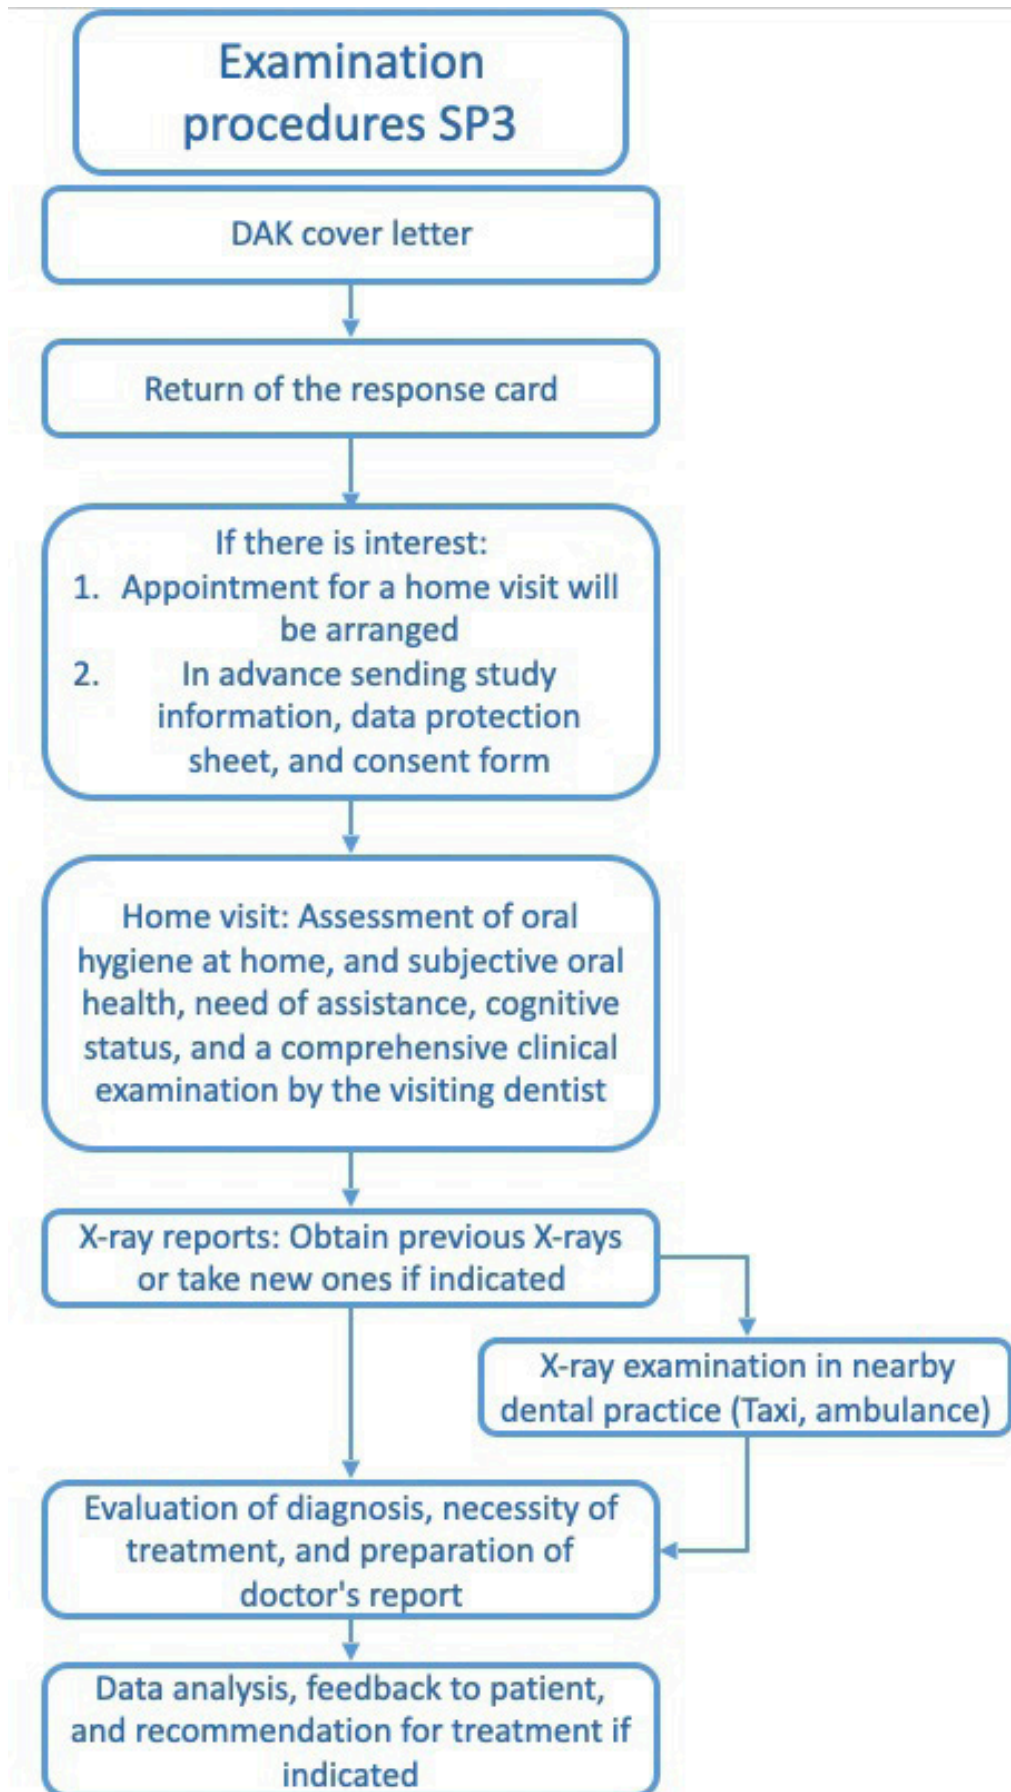 Examination
procedures SP3
DAK cover letter
Return of the response card
If there is interest:
1. Appointment for a home visit will
be arranged
2. In advance sending study
information, data protection
sheet, and consent form
Home visit: Assessment of oral
hygiene at home, and subjective oral
health, need of assistance, cognitive
status, and a comprehensive clinical
examination by the visiting dentist
X-ray reports: Obtain previous X-rays
or take new ones if indicated
X-ray examination in nearby
dental practice (Taxi, ambulance)
Evaluation of diagnosis, necessity of
treatment, and preparation of
doctor's report
Data analysis, feedback to patient,
and recommendation for treatment if
indicated